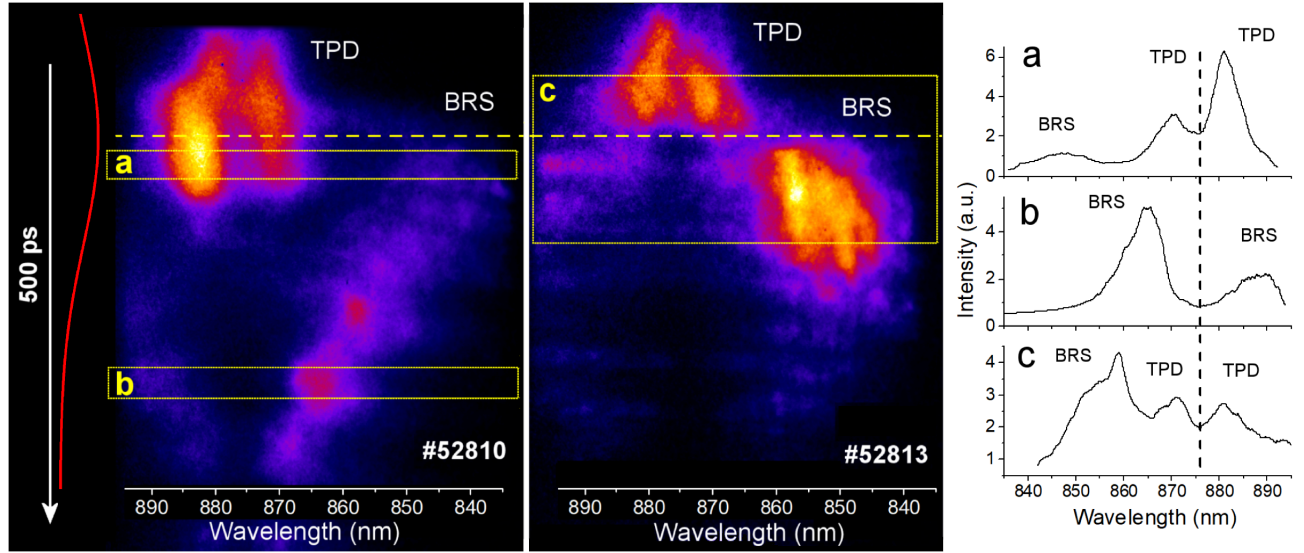 500 ps
TPD
BRS
a
b
#52810
890 880 870 860 850 840
Wavelength (nm)
TPD
c
BRS
#52813
890 880 870 860 850 840
Wavelength (nm)
Intensity (a.u.)
a
TPD
TPD
BRS
6
4
2
0
b
BRS
BRS
4
2
0
c
BRS
TPD
TPD
4
3
2
1
840 850 860 870 880 890
Wavelength (nm)